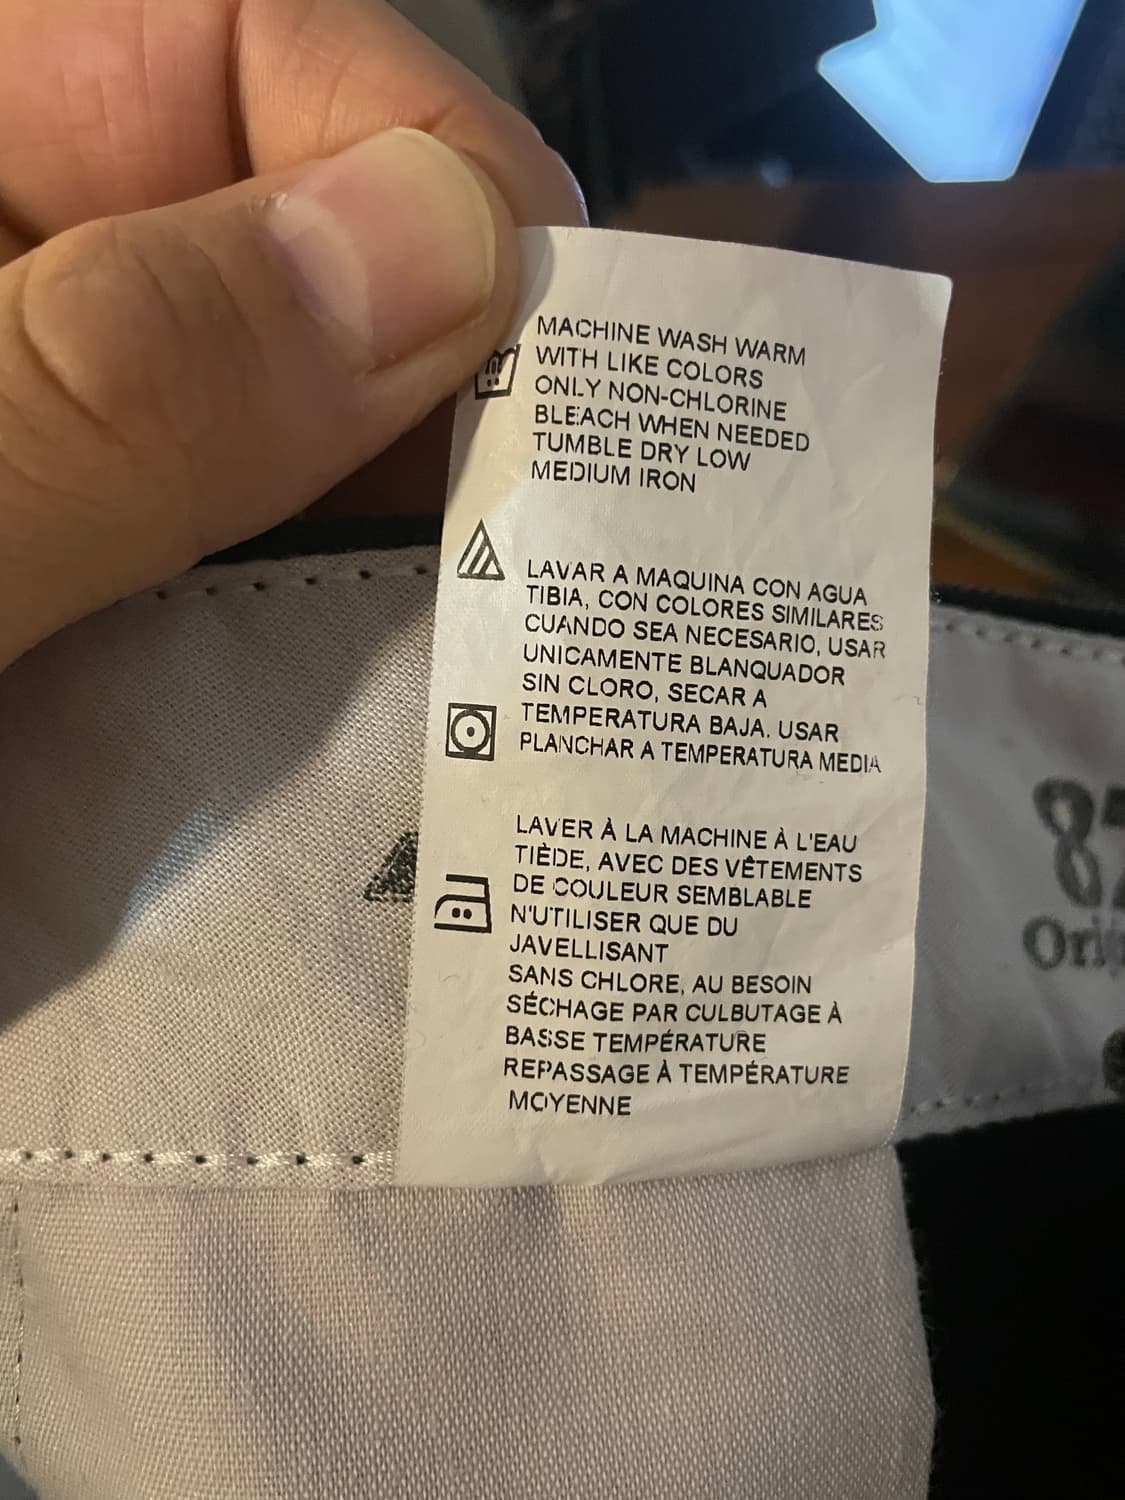 MACHINE WASH WARM
WITH LIKE COLORS
ONLY NON-CHLORINE
BLEACH WHEN NEEDED
TUMBLE DRY LOW
MEDIUM IRON
LAVAR A MAQUINA CON AGUA
TIBIA, CON COLORES SIMILARES
CUANDO SEA NECESARIO, USAR
UNICAMENTE BLANQUADOR
SIN CLORO, SECAR A
TEMPERATURA BAJA. USAR
PLANCHAR A TEMPERATURA MEDIA
LAVER À LA MACHINE À L'EAU
TIÈDE, AVEC DES VÊTEMENTS
DE COULEUR SEMBLABLE
N'UTILISER QUE DU
JAVELLISANT
SANS CHLORE, AU BESOIN
SÉCHAGE PAR CULBUTAGE À
BASSE TEMPÉRATURE
REPASSAGE À TEMPÉRATURE
MOYENNE